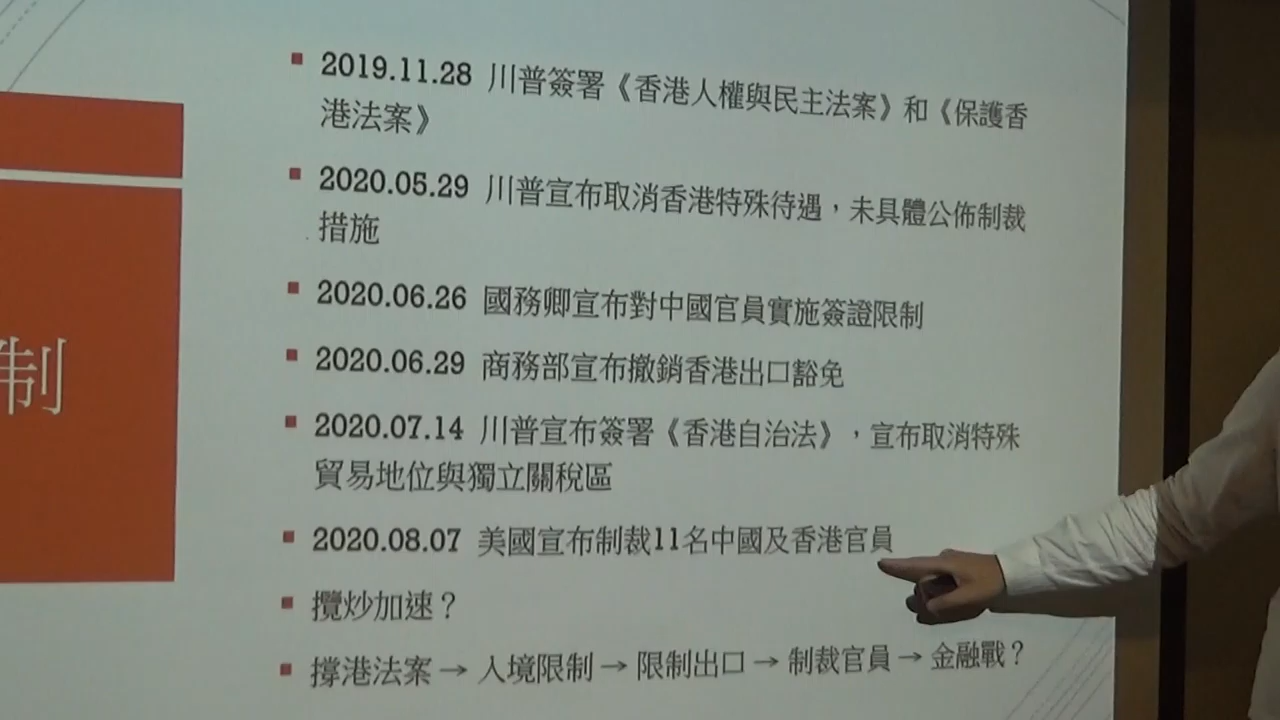 制
2019.11.28 川普簽署《香港人權與民主法案》和《保護香
港法案》
2020.05.29 川普宣布取消香港特殊待遇，未具體公佈制裁
措施
2020.06.26 國務卿宣布對中國官員實施簽證限制
2020.06.29 商務部宣布撤銷香港出口豁免
2020.07.14 川普宣布簽署《香港自治法》，宣布取消特殊
貿易地位與獨立關稅區
2020.08.07 美國宣布制裁11名中國及香港官員
攬炒加速？
撐港法案→入境限制→限制出口→制裁官員→金融戰？